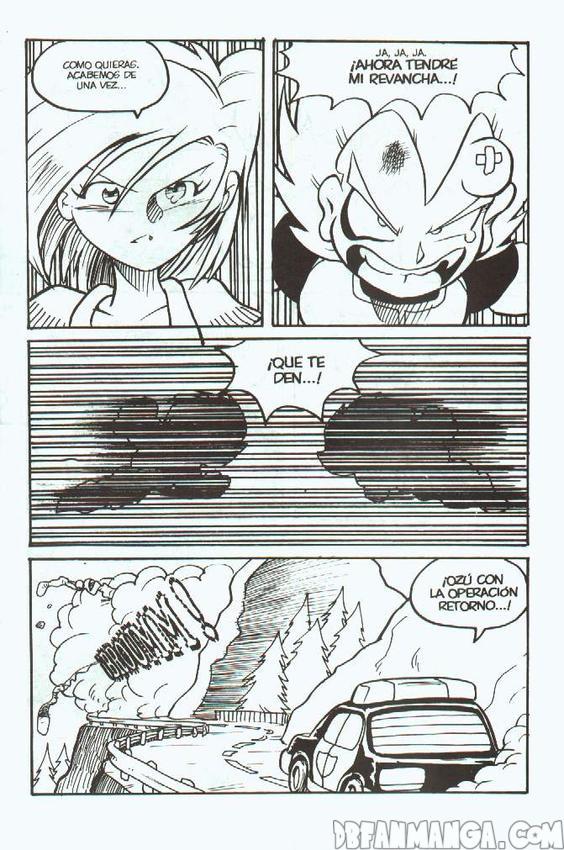 COMO QUIERAS.
ACABEMOS DE
UNA VEZ...
JA, JA, JA.
¡AHORA TENDRE
MI REVANCHA...!
¡QUE TE
DEN...!
¡OZÚ CON
LA OPERACIÓN
RETORNO...!
DBFANMANGA.COM